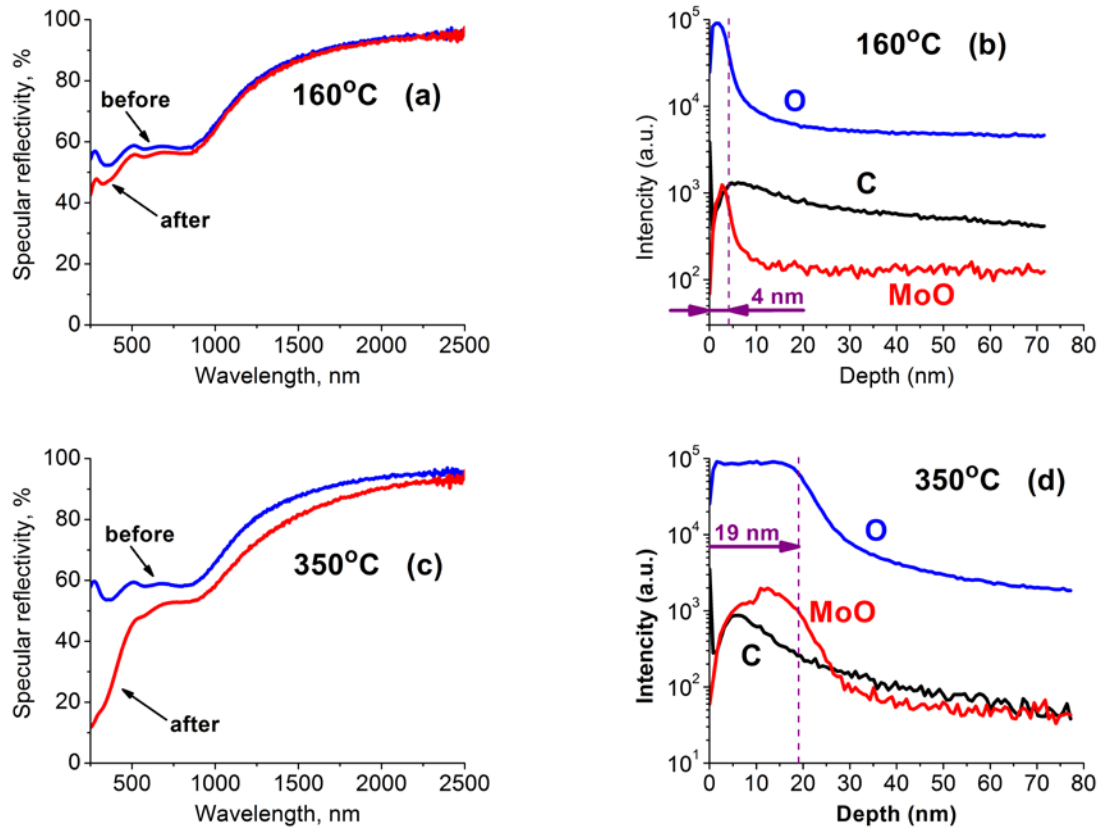 100
80
60
40
20
0
Specular reflectivity, %
before
after
160°C (a)
500 1000 1500 2000 2500
Wavelength, nm
10⁵
10⁴
10³
10²
Intencity (a.u.)
160°C (b)
O
C
MoO
4 nm
0 10 20 30 40 50 60 70 80
Depth (nm)
100
80
60
40
20
0
Specular reflectivity, %
before
after
350°C (c)
500 1000 1500 2000 2500
Wavelength, nm
10⁵
10⁴
10³
10²
10¹
Intencity (a.u.)
350°C (d)
19 nm
O
MoO
C
0 10 20 30 40 50 60 70 80
Depth (nm)